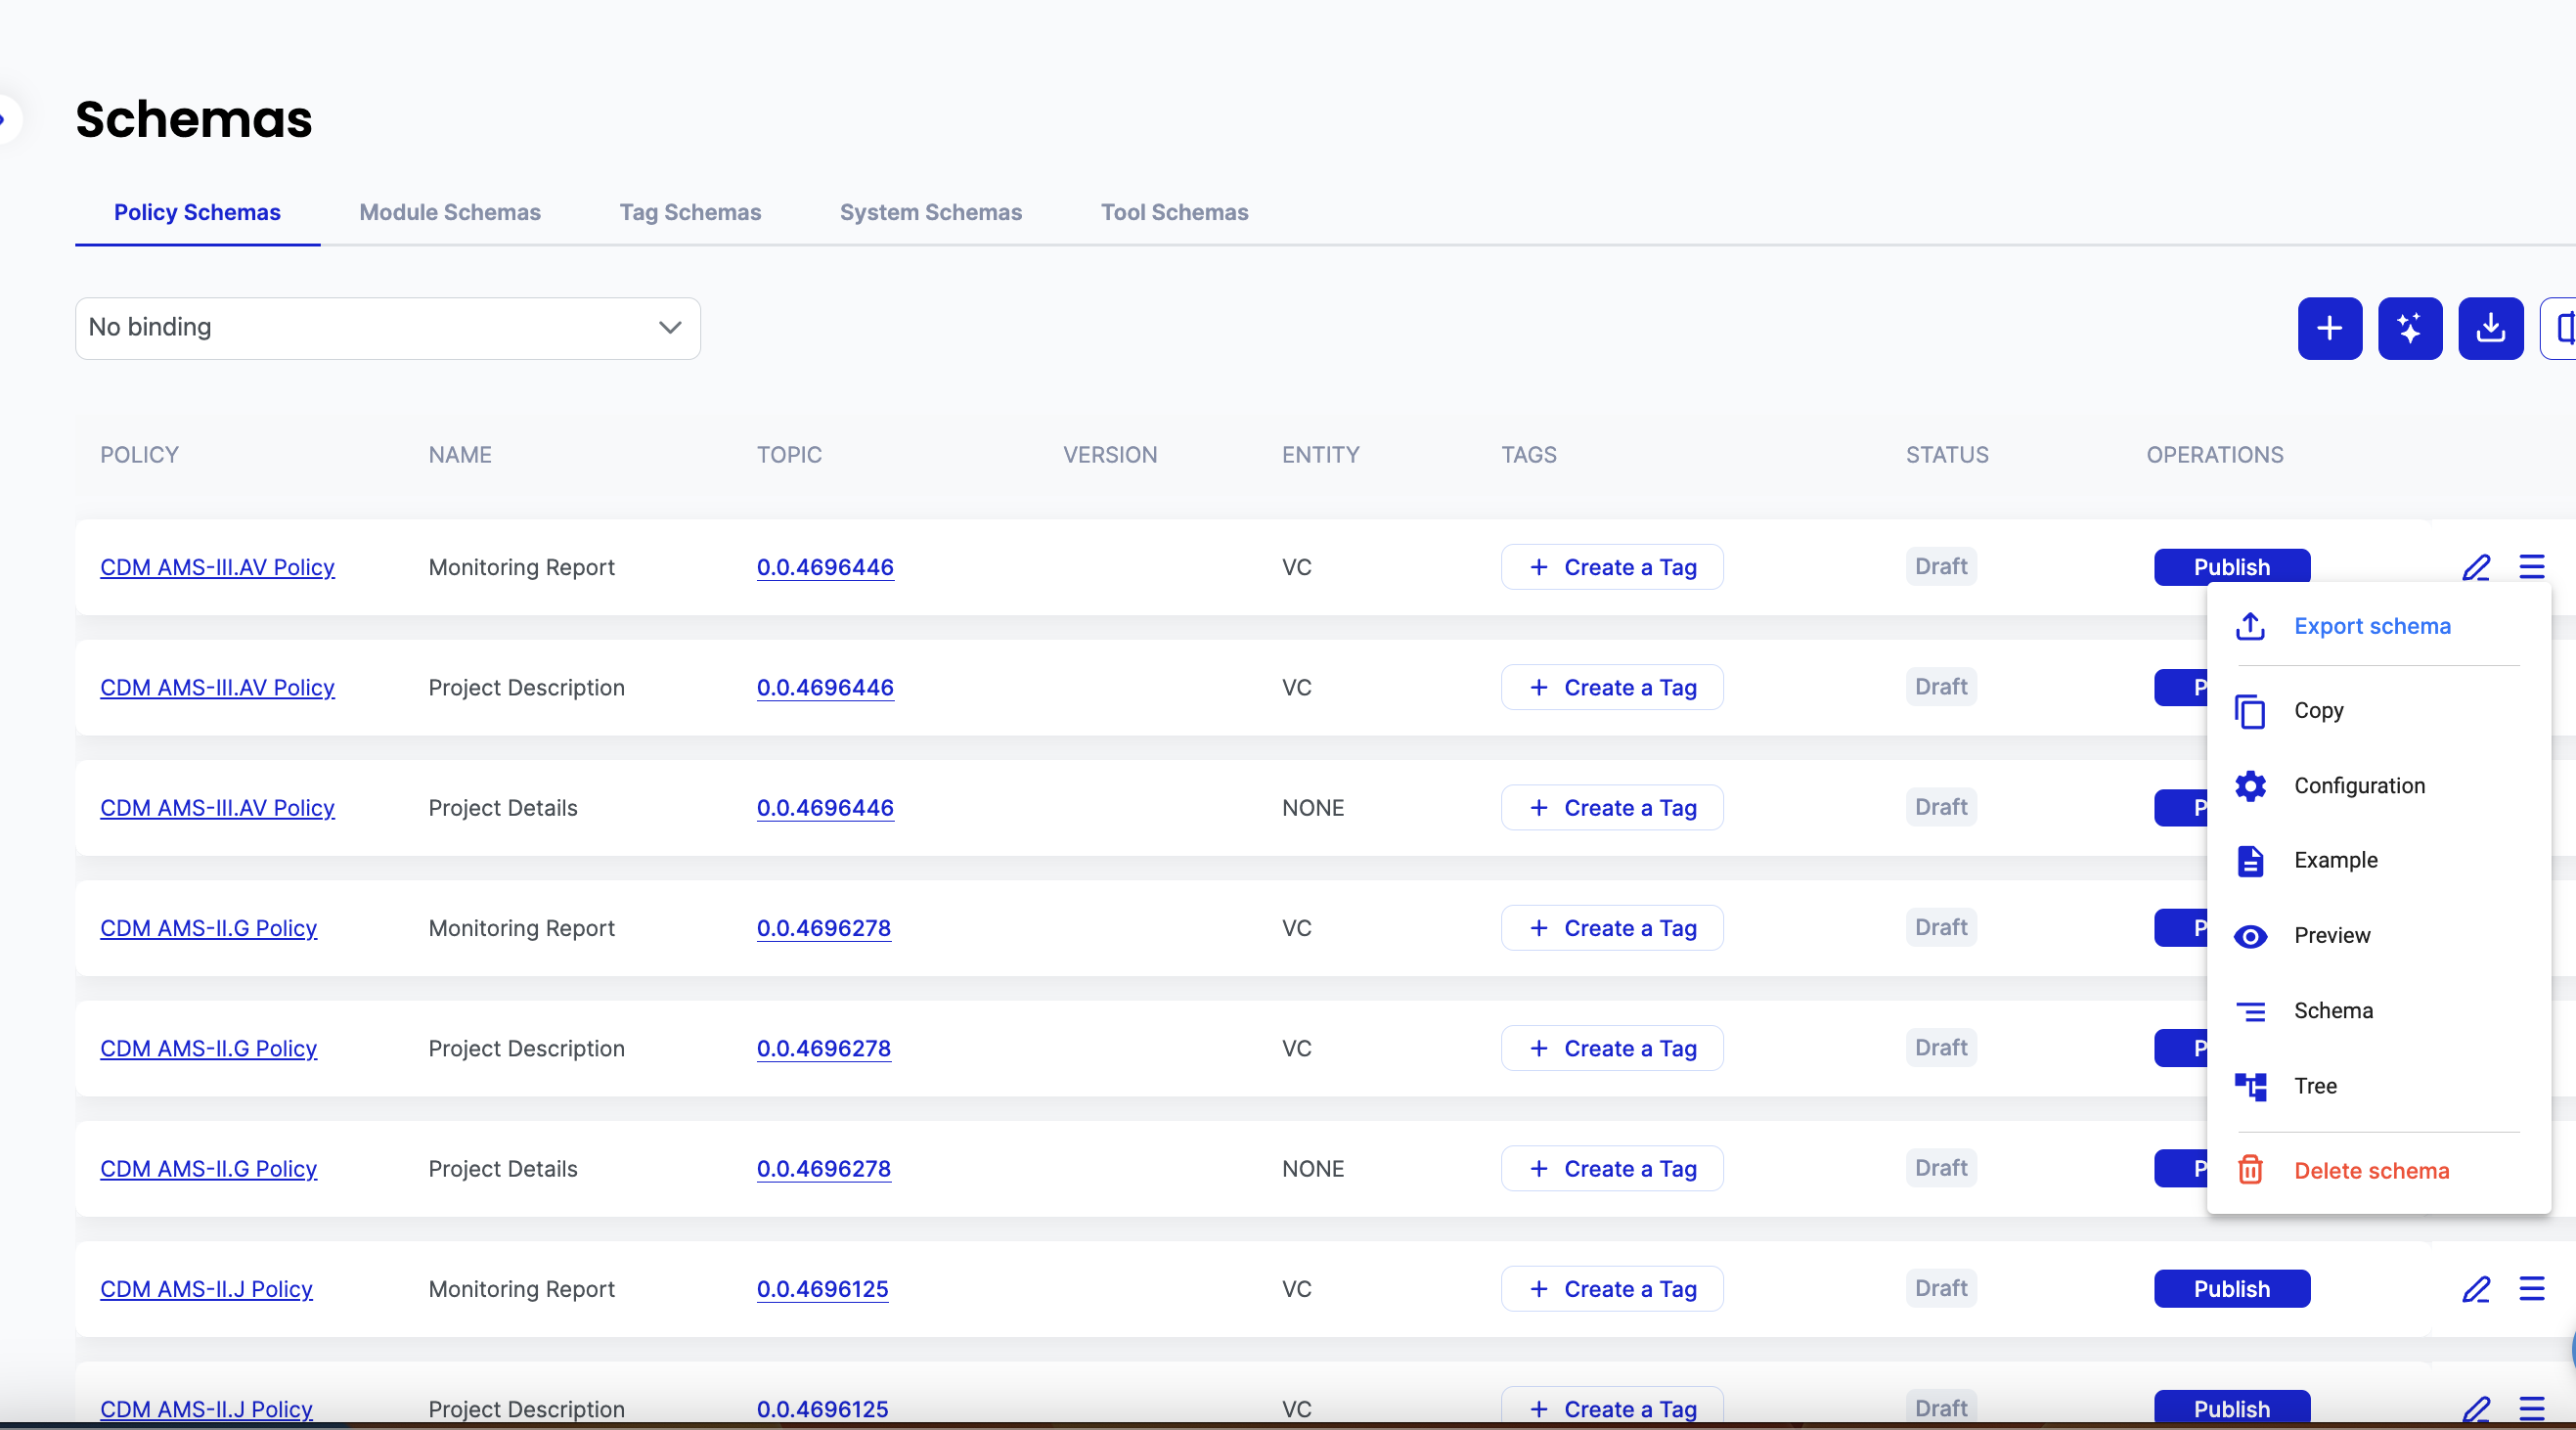 Schemas
Policy Schemas Module Schemas Tag Schemas System Schemas Tool Schemas
No binding
POLICY NAME TOPIC VERSION ENTITY TAGS STATUS OPERATIONS
CDM AMS-III.AV Policy Monitoring Report 0.0.4696446 VC + Create a Tag Draft Publish
CDM AMS-III.AV Policy Project Description 0.0.4696446 VC + Create a Tag Draft P
CDM AMS-III.AV Policy Project Details 0.0.4696446 NONE + Create a Tag Draft P
CDM AMS-II.G Policy Monitoring Report 0.0.4696278 VC + Create a Tag Draft P
CDM AMS-II.G Policy Project Description 0.0.4696278 VC + Create a Tag Draft P
CDM AMS-II.G Policy Project Details 0.0.4696278 NONE + Create a Tag Draft P
CDM AMS-II.J Policy Monitoring Report 0.0.4696125 VC + Create a Tag Draft Publish
CDM AMS-II.J Policy Project Description 0.0.4696125 VC + Create a Tag Draft Publish
Export schema
Copy
Configuration
Example
Preview
Schema
Tree
Delete schema